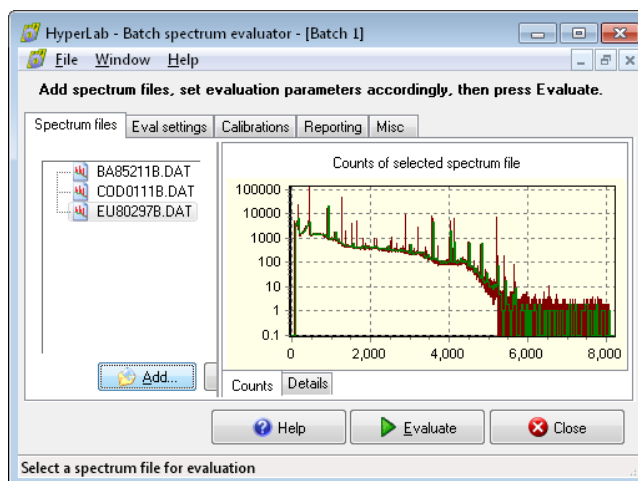 HyperLab - Batch spectrum evaluator - [Batch 1]
File Window Help
Add spectrum files, set evaluation parameters accordingly, then press Evaluate.
Spectrum files Eval settings Calibrations Reporting Misc
BA85211B.DAT
COD0111B.DAT
EU80297B.DAT
Add...
Counts of selected spectrum file
100000
10000
1000
100
10
1
0.1
0 2,000 4,000 6,000 8,000
Counts Details
Help Evaluate Close
Select a spectrum file for evaluation